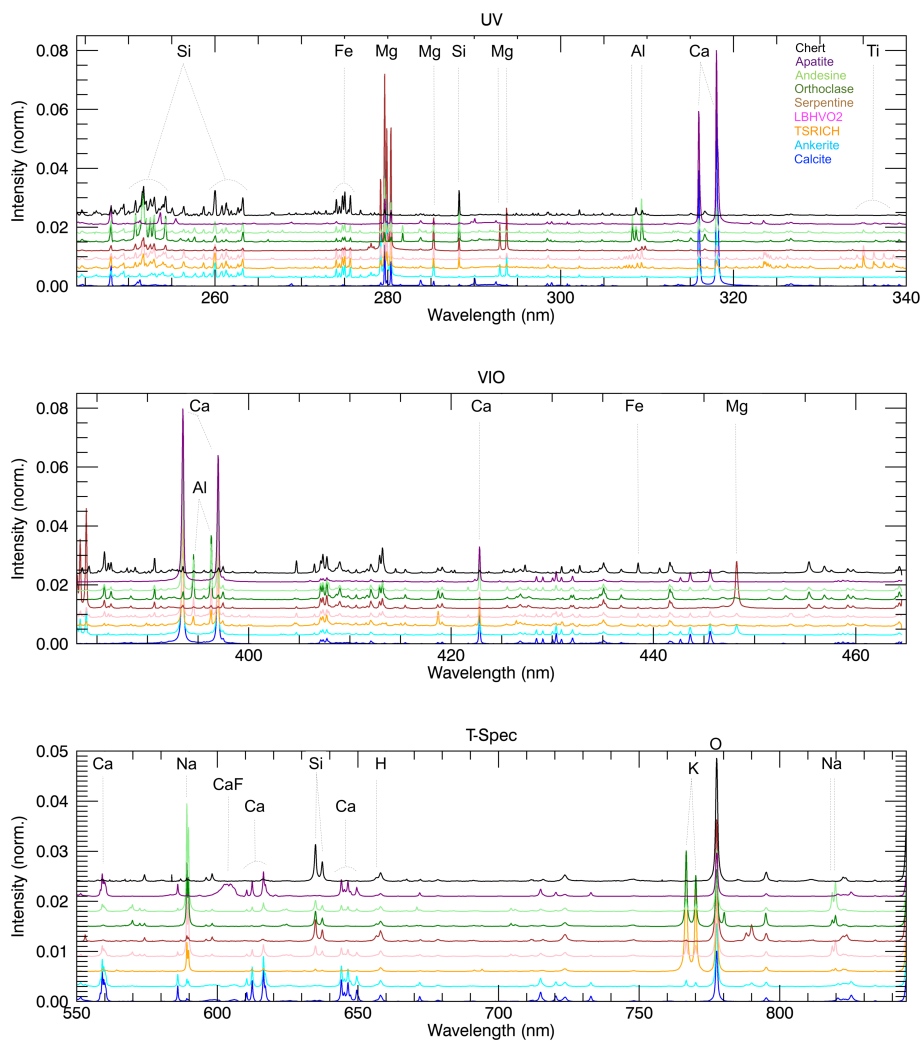 UV
Si Fe Mg Mg Si Mg Al Ca Ti
Chert
Apatite
Andesine
Orthoclase
Serpentine
LBHVO2
TSRICH
Ankerite
Calcite
0.08
0.06
0.04
0.02
0.00
Intensity (norm.)
260 280 300 320 340
Wavelength (nm)
VIO
Ca Ca Fe Mg
Al
0.08
0.06
0.04
0.02
0.00
Intensity (norm.)
400 420 440 460
Wavelength (nm)
T-Spec
O
Ca Na Si H K Na
CaF
Ca Ca
0.05
0.04
0.03
0.02
0.01
0.00
Intensity (norm.)
550 600 650 700 750 800
Wavelength (nm)